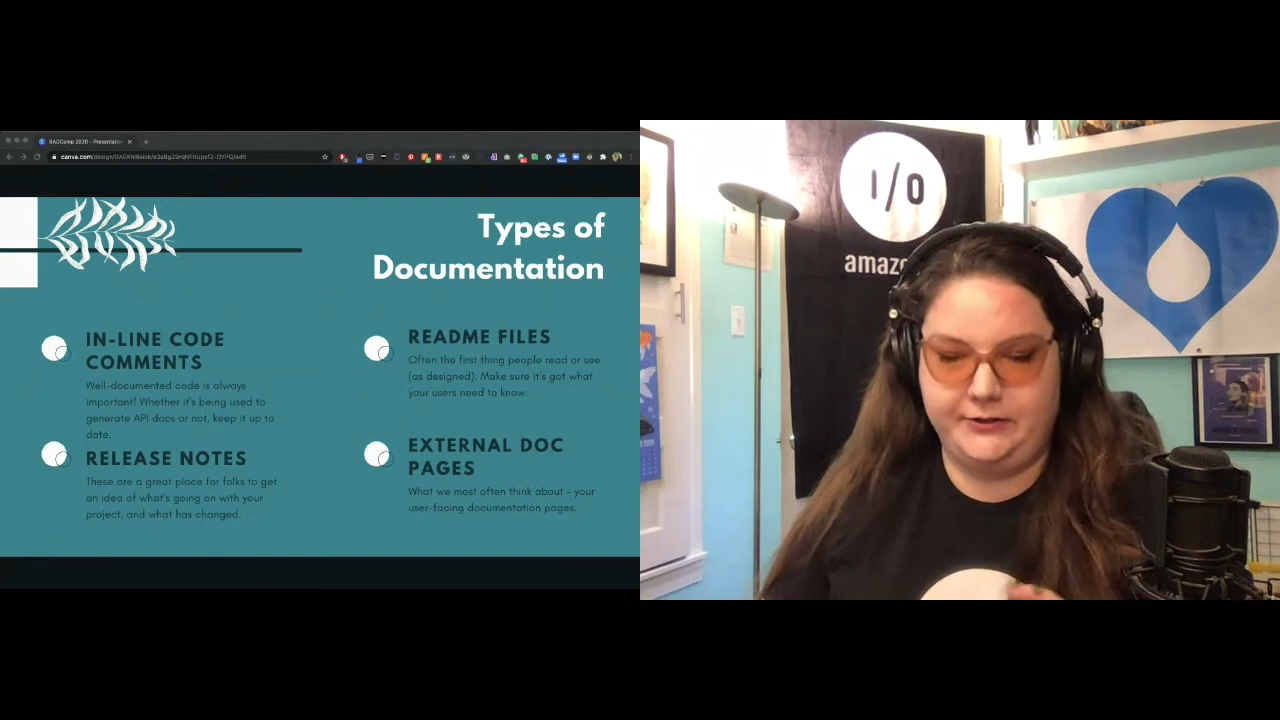 BADCamp 2020 - Presentation
Types of
Documentation
IN-LINE CODE
COMMENTS
Well-documented code is always
important! Whether it's being used to
generate API docs or not, keep it up to
date.
RELEASE NOTES
These are a great place for folks to get
an idea of what's going on with your
project, and what has changed.
README FILES
Often the first thing people read or see
(as designed). Make sure it's got what
your users need to know.
EXTERNAL DOC
PAGES
What we most often think about - your
user-facing documentation pages.
I/O